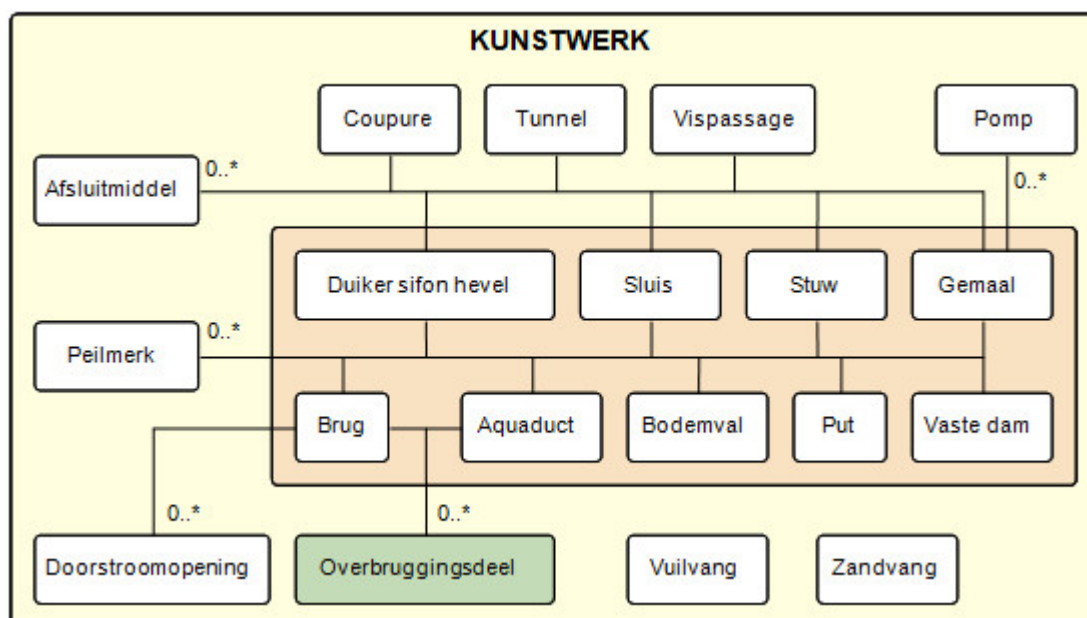 KUNSTWERK
Coupure
Tunnel
Vispassage
Pomp
0..*
0..*
Afsluitmiddel
Duiker sifon hevel
Sluis
Stuw
Gemaal
0..*
Peilmerk
Brug
Aquaduct
Bodemval
Put
Vaste dam
0..*
0..*
Doorstroomopening
Overbruggingsdeel
Vuilvang
Zandvang